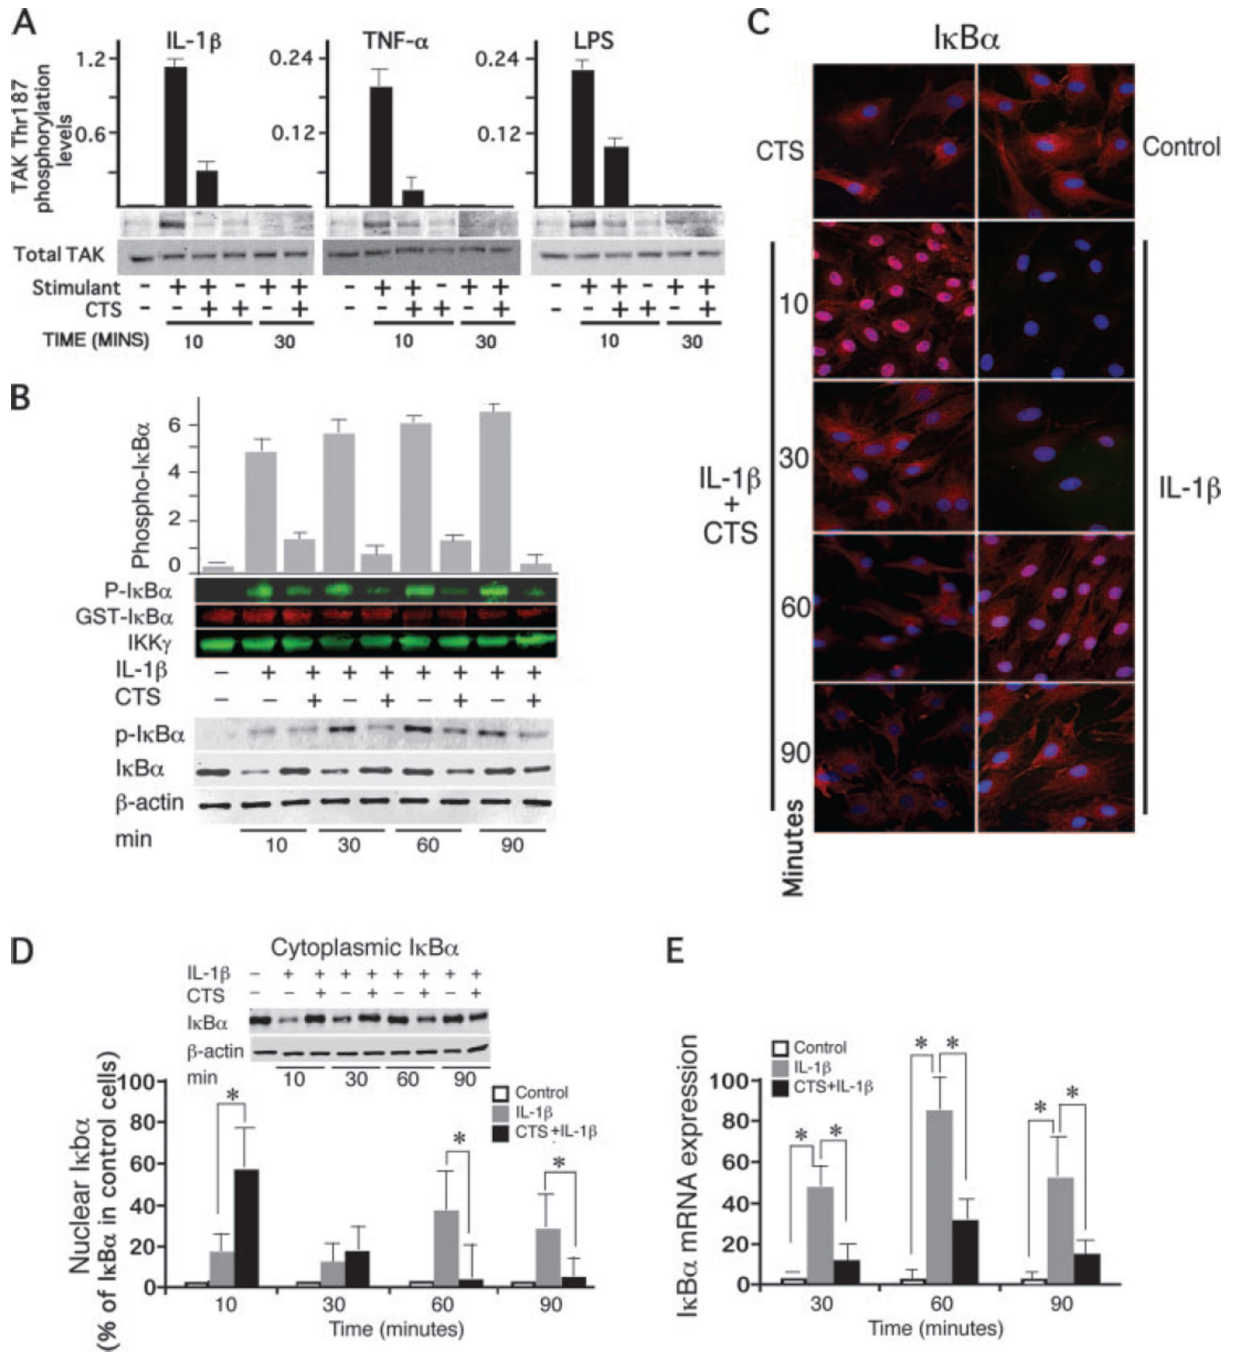 A
IL-1β TNF-α LPS
TAK Thr187
phosphorylation
levels
1.2 0.24 0.24
0.6 0.12 0.12
Total TAK
Stimulant - + + - + + - + + - + + - + + - + +
CTS - - + + - + - - + + - + - - + + - +
TIME (MINS) 10 30 10 30 10 30
B
Phospho-IκBα
6
4
2
0
P-IκBα
GST-IκBα
IKKγ
IL-1β - + + + + + + + +
CTS - - + - + - + - +
p-IκBα
IκBα
β-actin
min 10 30 60 90
C
IκBα
CTS Control
10
30
60
90
IL-1β
+
CTS
IL-1β
Minutes
D
Cytoplasmic IκBα
IL-1β - + + + + + + + +
CTS - - + - + - + - +
IκBα
β-actin
min 10 30 60 90
Nuclear Iκbα
(% of IκBα in control cells)
100
80
60
40
20
0
Control
IL-1β
CTS+IL-1β
* * *
10 30 60 90
Time (minutes)
E
IκBα mRNA expression
100
80
60
40
20
0
Control
IL-1β
CTS+IL-1β
* * * * * *
30 60 90
Time (minutes)